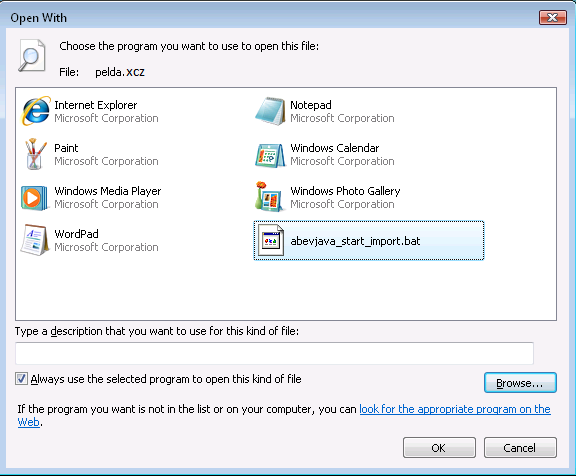 Open With
Choose the program you want to use to open this file:
File: pelda.xcz
Internet Explorer
Microsoft Corporation
Notepad
Microsoft Corporation
Paint
Microsoft Corporation
Windows Calendar
Microsoft Corporation
Windows Media Player
Microsoft Corporation
Windows Photo Gallery
Microsoft Corporation
WordPad
Microsoft Corporation
abevjava_start_import.bat
Type a description that you want to use for this kind of file:
Always use the selected program to open this kind of file
Browse...
If the program you want is not in the list or on your computer, you can look for the appropriate program on the
Web.
OK
Cancel